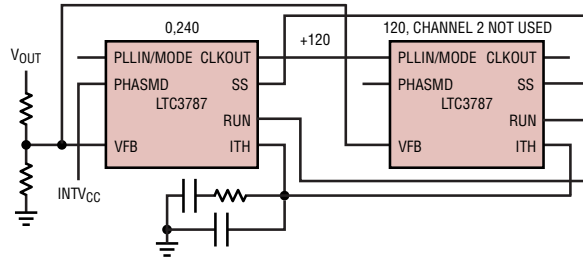 0,240
+120
120, CHANNEL 2 NOT USED
VOUT
PLLIN/MODE CLKOUT
PHASMD SS
LTC3787
RUN
VFB ITH
INTVCC
PLLIN/MODE CLKOUT
PHASMD SS
LTC3787
RUN
VFB ITH